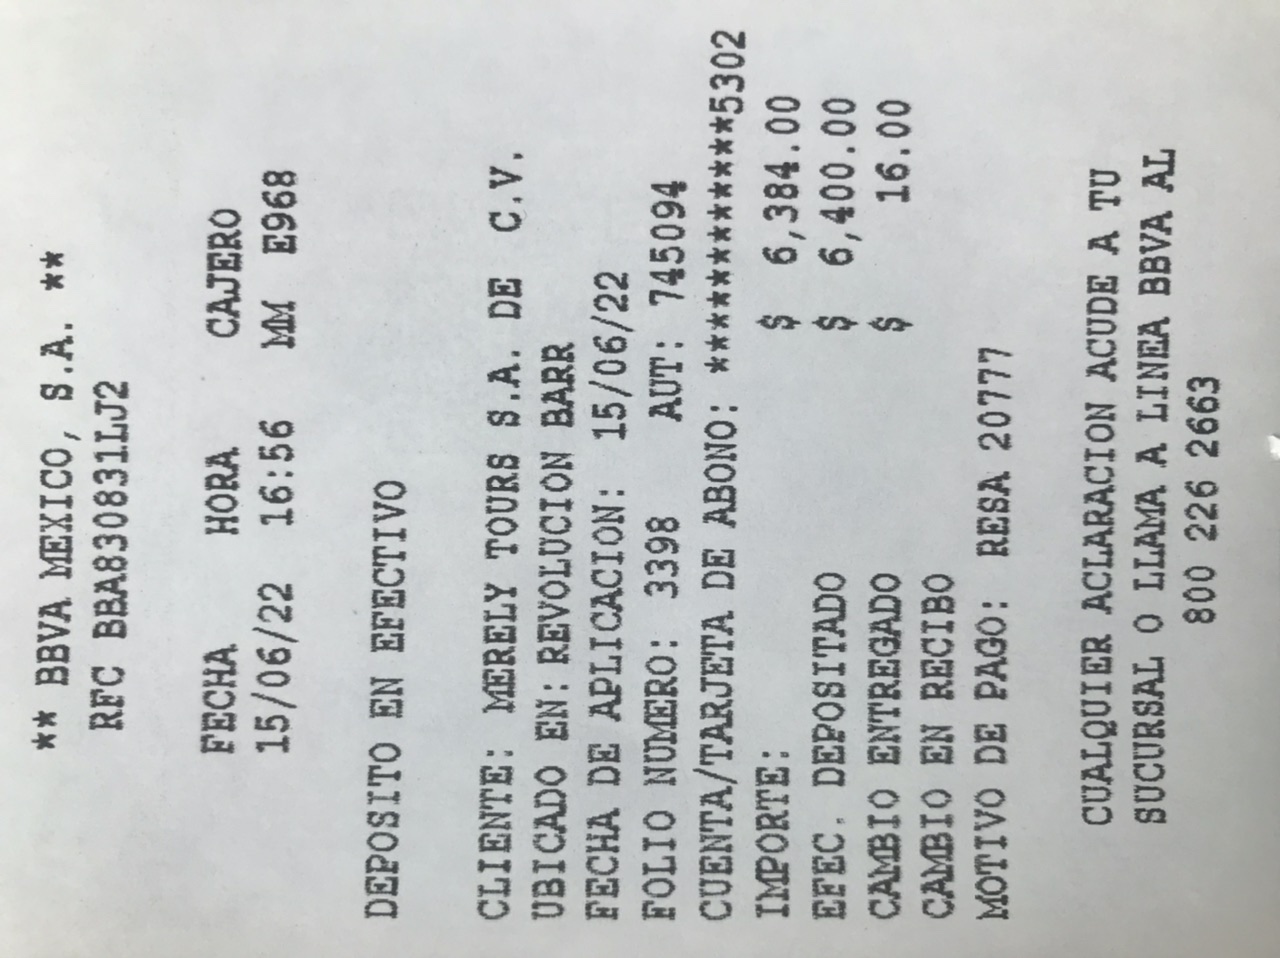 ** BBVA MEXICO, S.A. **
RFC BBA830831LJ2
FECHA HORA CAJERO
15/06/22 16:56 MM E968
DEPOSITO EN EFECTIVO
CLIENTE: MERELY TOURS S.A. DE C.V.
UBICADO EN: REVOLUCION BARR
FECHA DE APLICACION: 15/06/22
FOLIO NUMERO: 3398 AUT: 745094
CUENTA/TARJETA DE ABONO: ************5302
IMPORTE: $ 6,384.00
EFEC. DEPOSITADO $ 6,400.00
CAMBIO ENTREGADO $ 16.00
CAMBIO EN RECIBO
MOTIVO DE PAGO: RESA 20777
CUALQUIER ACLARACION ACUDE A TU
SUCURSAL O LLAMA A LINEA BBVA AL
800 226 2663